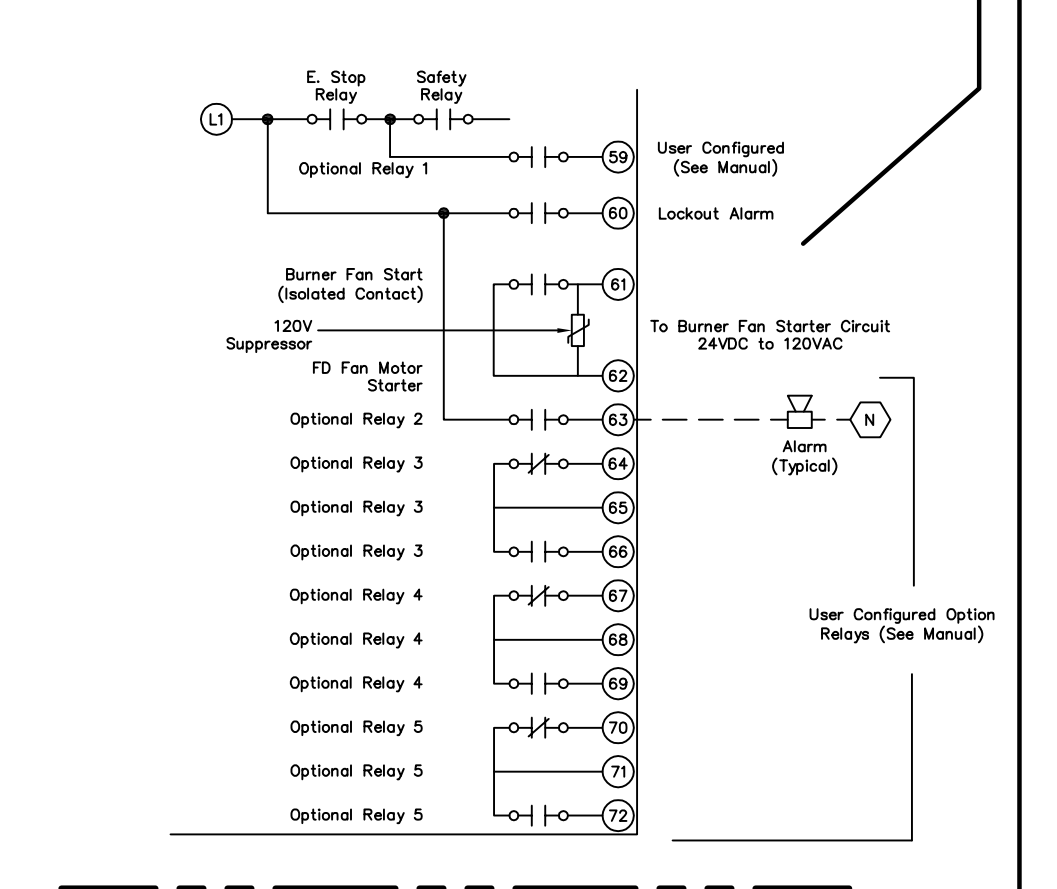 E. Stop
Relay
Safety
Relay
L1
Optional Relay 1
59
User Configured
(See Manual)
60
Lockout Alarm
Burner Fan Start
(Isolated Contact)
61
120V
Suppressor
To Burner Fan Starter Circuit
24VDC to 120VAC
FD Fan Motor
Starter
62
Optional Relay 2
63
N
Alarm
(Typical)
Optional Relay 3
64
Optional Relay 3
65
Optional Relay 3
66
Optional Relay 4
67
User Configured Option
Relays (See Manual)
Optional Relay 4
68
Optional Relay 4
69
Optional Relay 5
70
Optional Relay 5
71
Optional Relay 5
72